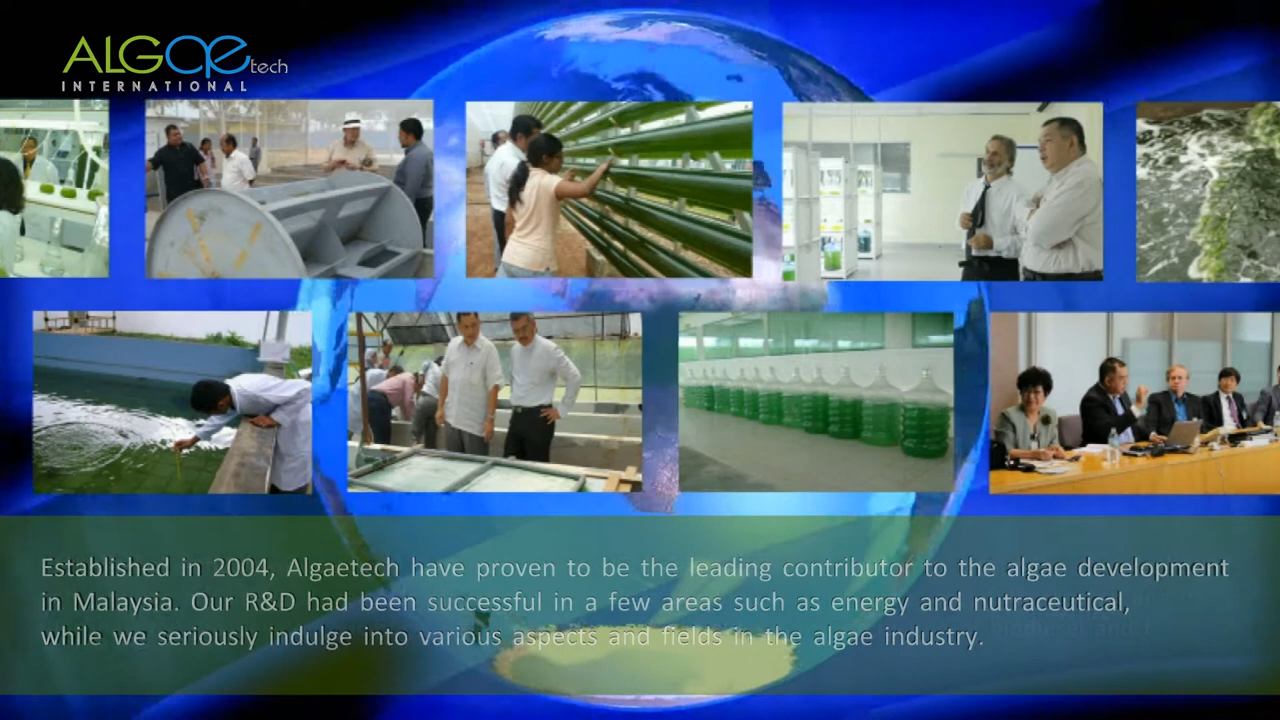 ALGaetech
INTERNATIONAL
Established in 2004, Algaetech have proven to be the leading contributor to the algae development
in Malaysia. Our R&D had been successful in a few areas such as energy and nutraceutical,
while we seriously indulge into various aspects and fields in the algae industry.